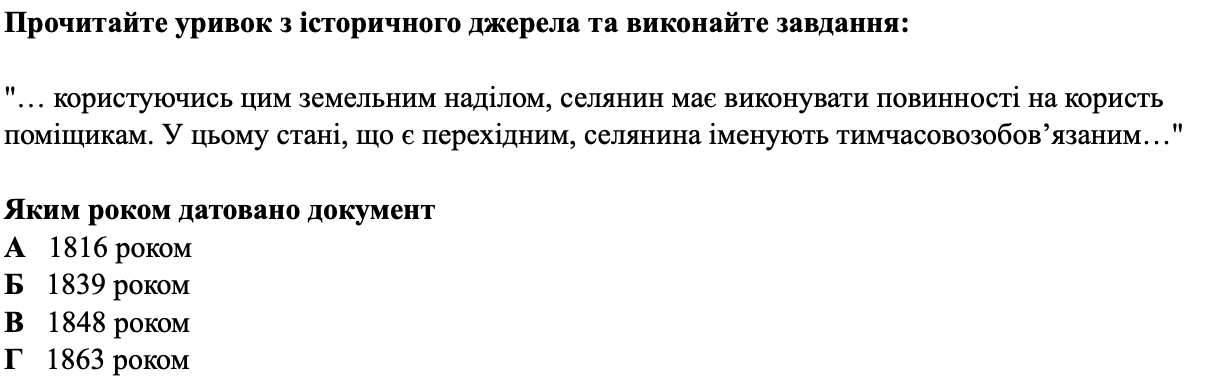 Прочитайте уривок з історичного джерела та виконайте завдання:
"… користуючись цим земельним наділом, селянин має виконувати повинності на користь
поміщикам. У цьому стані, що є перехідним, селянина іменують тимчасовозобов’язаним…"
Яким роком датовано документ
А 1816 роком
Б 1839 роком
В 1848 роком
Г 1863 роком